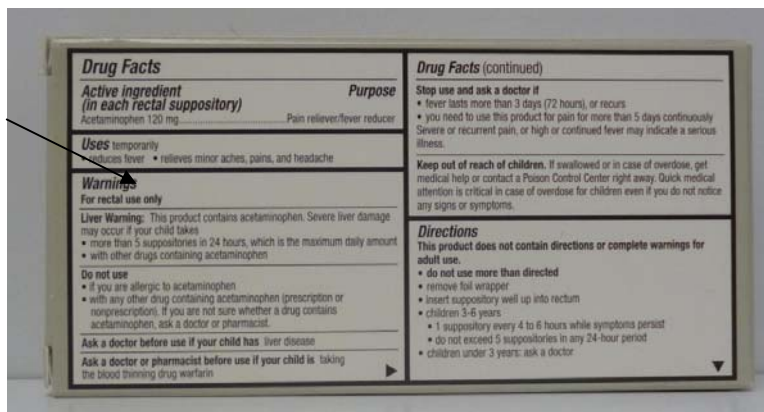 Drug Facts
Active ingredient Purpose
(in each rectal suppository)
Acetaminophen 120 mg....................Pain reliever/fever reducer
Uses temporarily
• reduces fever • relieves minor aches, pains, and headache
Warnings
For rectal use only
Liver Warning: This product contains acetaminophen. Severe liver damage
may occur if your child takes
• more than 5 suppositories in 24 hours, which is the maximum daily amount
• with other drugs containing acetaminophen
Do not use
• if you are allergic to acetaminophen
• with any other drug containing acetaminophen (prescription or
nonprescription). If you are not sure whether a drug contains
acetaminophen, ask a doctor or pharmacist.
Ask a doctor before use if your child has liver disease
Ask a doctor or pharmacist before use if your child is taking
the blood thinning drug warfarin
Drug Facts (continued)
Stop use and ask a doctor if
• fever lasts more than 3 days (72 hours), or recurs
• you need to use this product for pain for more than 5 days continuously
Severe or recurrent pain, or high or continued fever may indicate a serious
illness.
Keep out of reach of children. If swallowed or in case of overdose, get
medical help or contact a Poison Control Center right away. Quick medical
attention is critical in case of overdose for children even if you do not notice
any signs or symptoms.
Directions
This product does not contain directions or complete warnings for
adult use.
• do not use more than directed
• remove foil wrapper
• insert suppository well up into rectum
• children 3-6 years
• 1 suppository every 4 to 6 hours while symptoms persist
• do not exceed 5 suppositories in any 24-hour period
• children under 3 years: ask a doctor